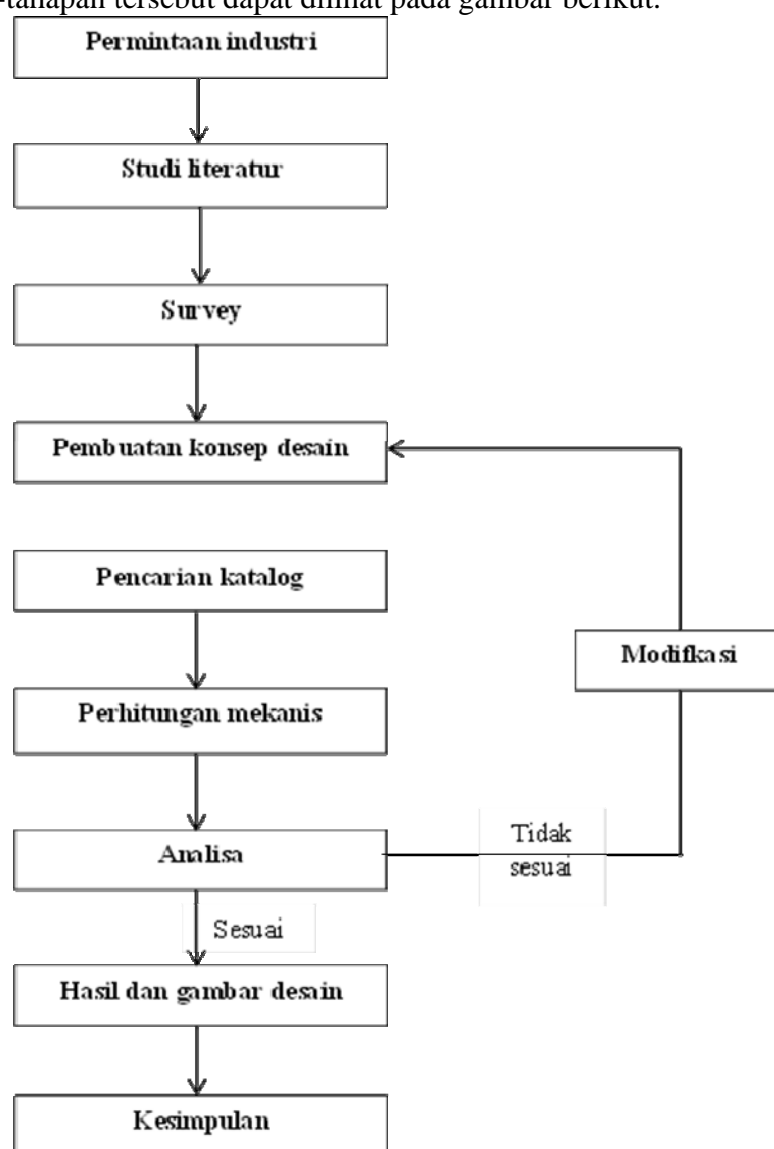 -tahapan tersebut dapat dilihat pada gambar berikut.
Permintaan industri
Studi literatur
Survey
Pembuatan konsep desain
Pencarian katalog
Modifkasi
Perhitungan mekanis
Analisa
Tidak
sesuai
Sesuai
Hasil dan gambar desain
Kesimpulan